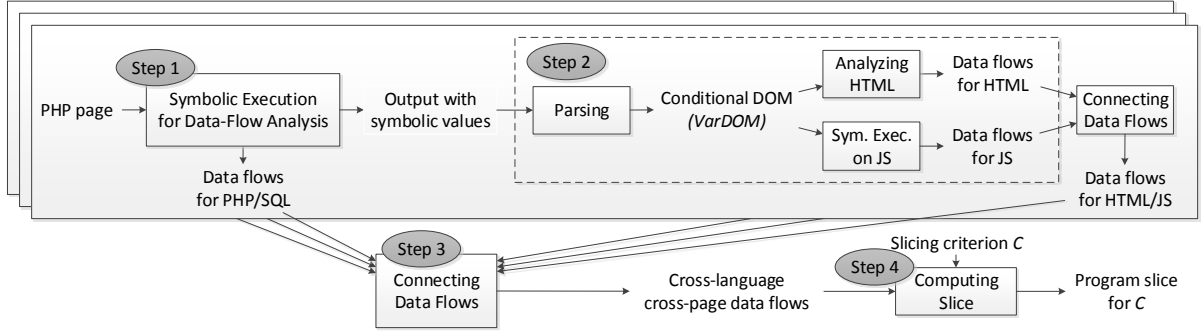 Step 1
Symbolic Execution
for Data-Flow Analysis
PHP page
Output with
symbolic values
Data flows
for PHP/SQL
Step 2
Parsing
Conditional DOM
(VarDOM)
Analyzing
HTML
Data flows
for HTML
Sym. Exec.
on JS
Data flows
for JS
Connecting
Data Flows
Data flows
for HTML/JS
Step 3
Connecting
Data Flows
Cross-language
cross-page data flows
Slicing criterion C
Step 4
Computing
Slice
Program slice
for C